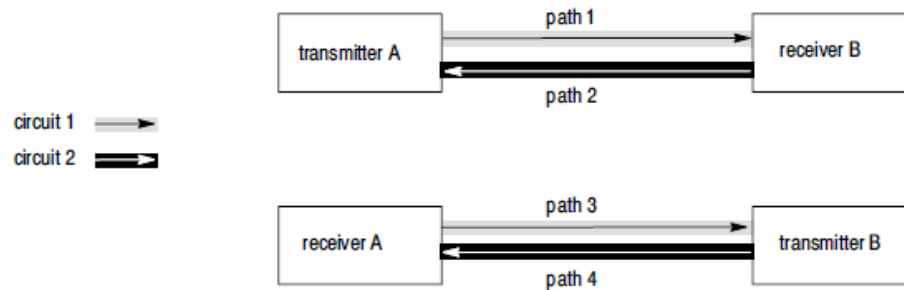 path 1
transmitter A
receiver B
path 2
circuit 1
circuit 2
path 3
receiver A
transmitter B
path 4